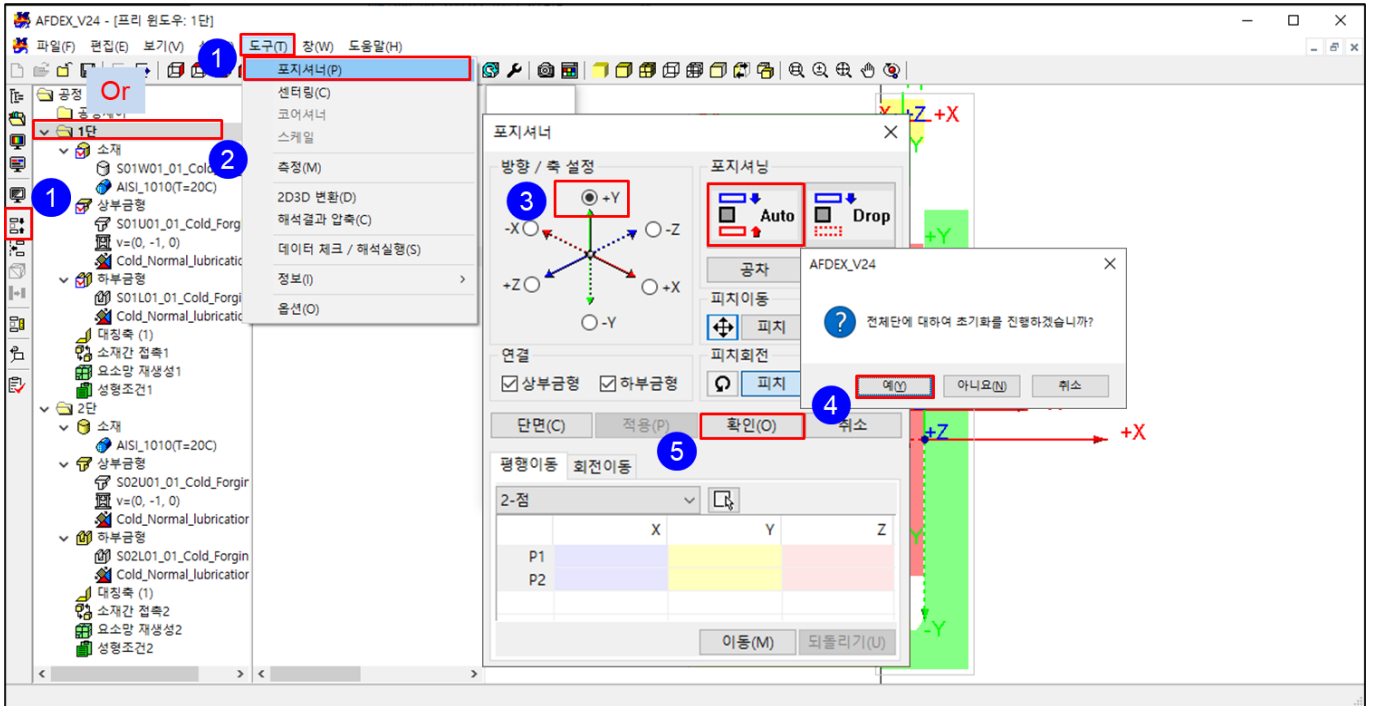 AFDEX_V24 - [프리 윈도우: 1단]
파일(F) 편집(E) 보기(V) 도구(T) 창(W) 도움말(H)
1
포지셔너(P)
센터링(C)
코어셔너
스케일
측정(M)
2D3D 변환(D)
해석결과 압축(C)
데이터 체크 / 해석실행(S)
정보(I)
옵션(O)
Or
1
2
공정
1단
소재
S01W01_01_Cold
AISI_1010(T=20C)
상부금형
S01U01_01_Cold_Forg
v=(0, -1, 0)
Cold_Normal_lubricatic
하부금형
S01L01_01_Cold_Forgi
Cold_Normal_lubricatic
대칭축 (1)
소재간 접촉1
요소망 재생성1
성형조건1
2단
소재
AISI_1010(T=20C)
상부금형
S02U01_01_Cold_Forgir
v=(0, -1, 0)
Cold_Normal_lubricatior
하부금형
S02L01_01_Cold_Forgin
Cold_Normal_lubricatior
대칭축 (1)
소재간 접촉2
요소망 재생성2
성형조건2
포지셔너
방향 / 축 설정
3
+Y
-X
-Z
+Z
+X
-Y
연결
상부금형 하부금형
포지셔닝
Auto
Drop
공차
피치이동
피치
피치회전
피치
단면(C) 적용(P) 확인(O) 취소
5
평행이동 회전이동
2-점
X Y Z
P1
P2
이동(M) 되돌리기(U)
AFDEX_V24
전체단에 대하여 초기화를 진행하겠습니까?
예(Y) 아니요(N) 취소
4
X +Z +X
Y
+Y
+Z
+X
Y
-Y